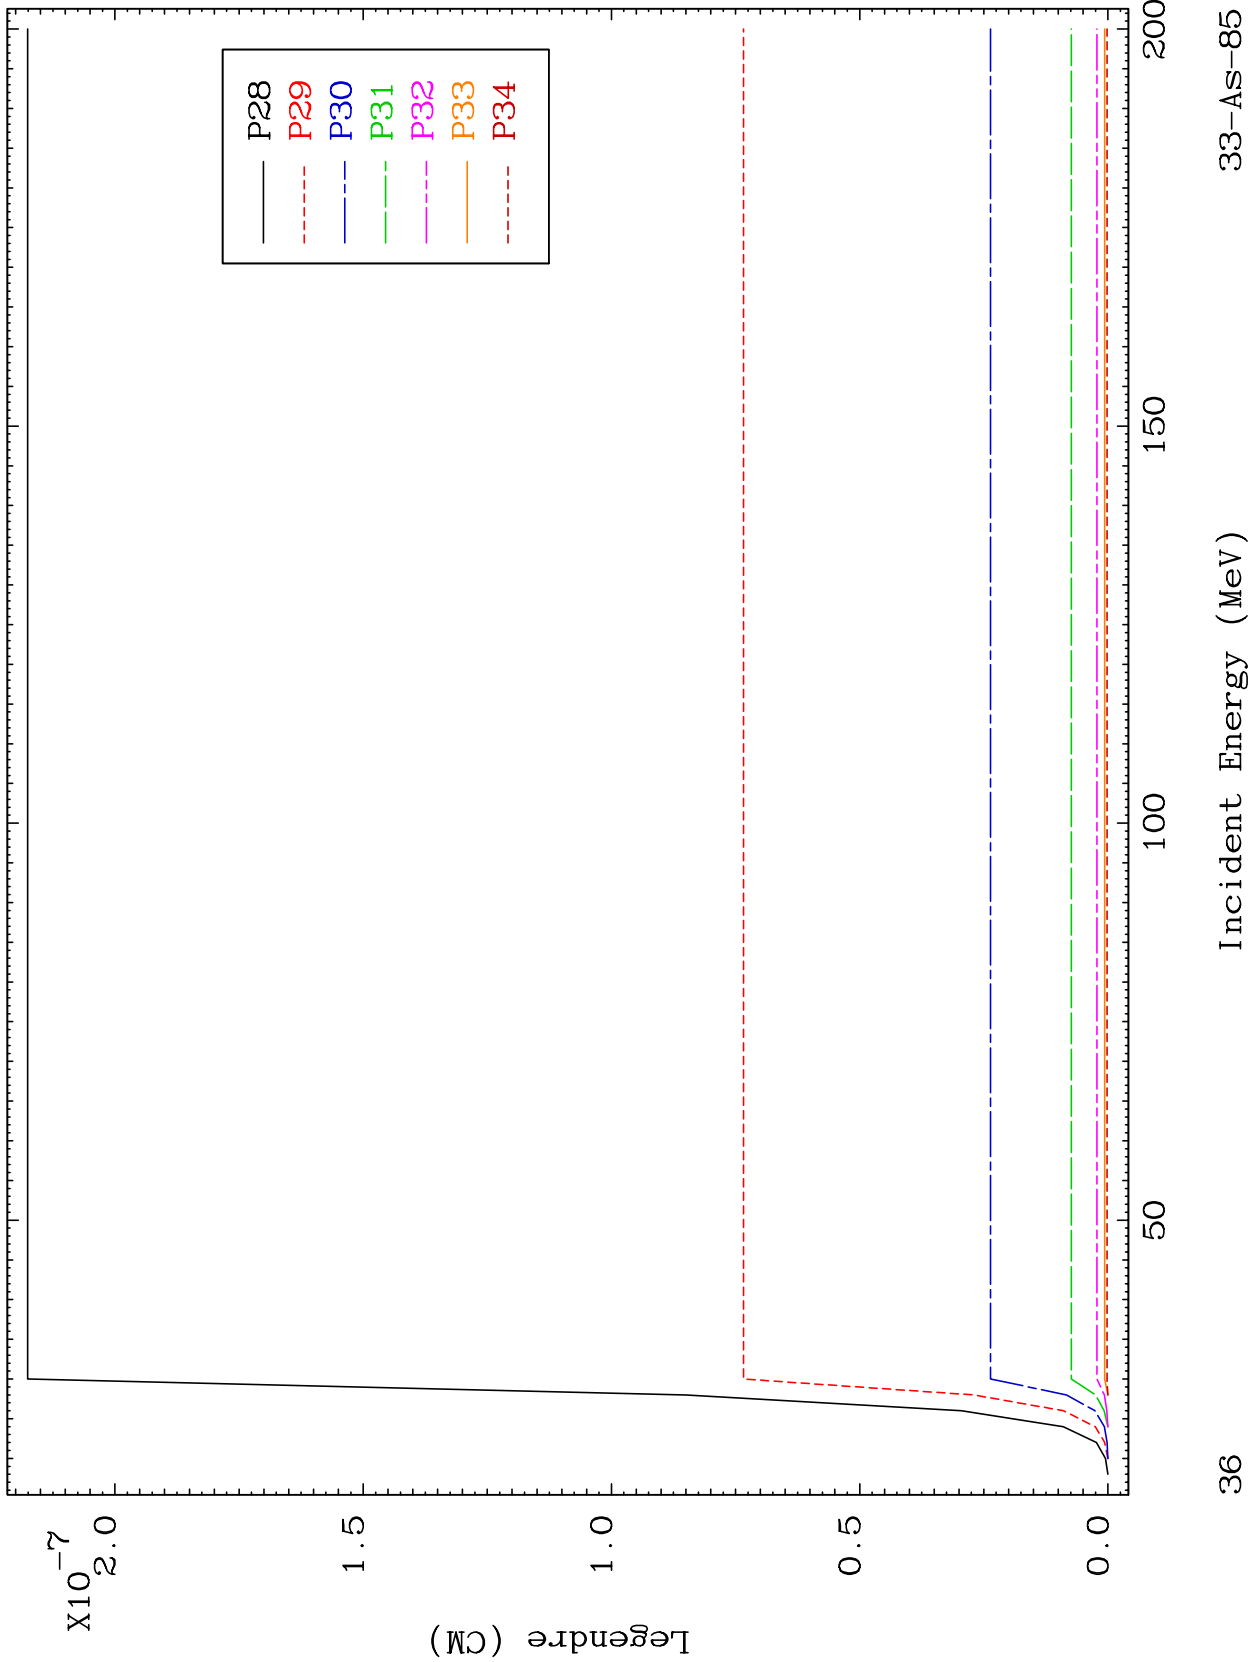 X10-7
2.0
1.5
1.0
0.5
0.0
Legendre (CM)
P28
P29
P30
P31
P32
P33
P34
50
100
150
200
Incident Energy (MeV)
36
33-As-85